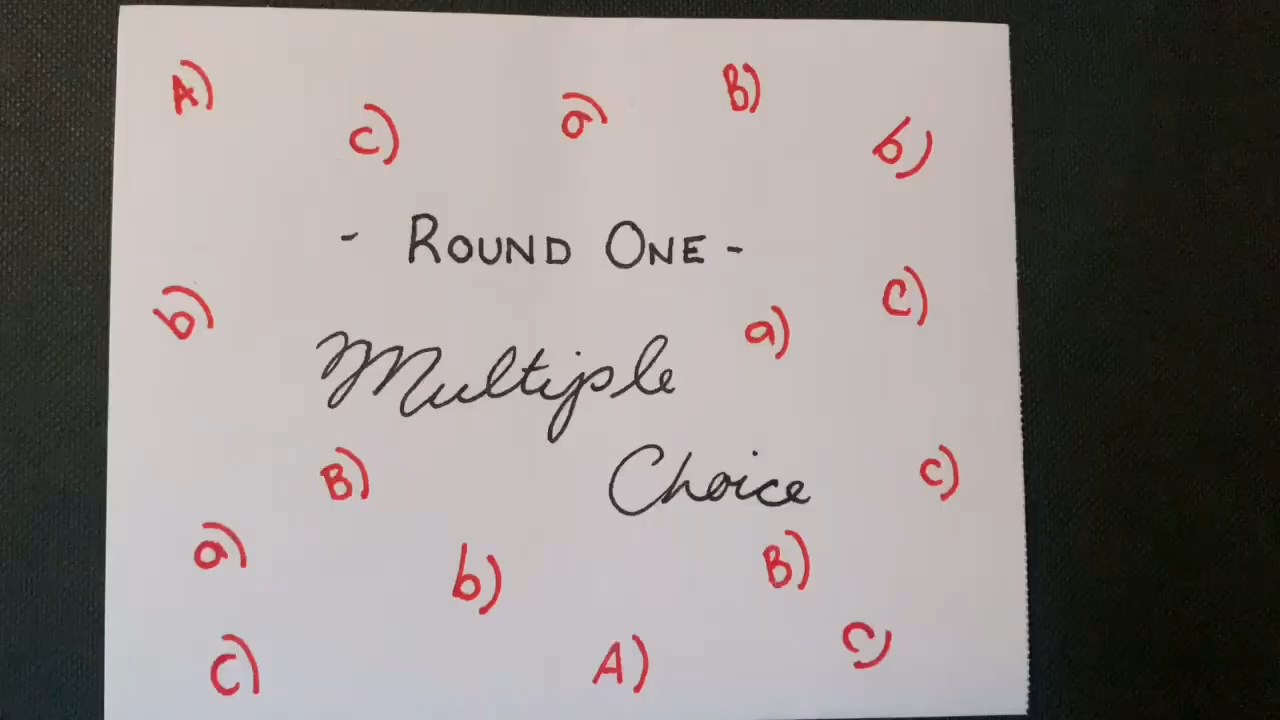 A)
C)
a)
B)
b)
- ROUND ONE -
b)
a)
C)
Multiple
B)
Choice
C)
a)
b)
B)
C)
A)
C)